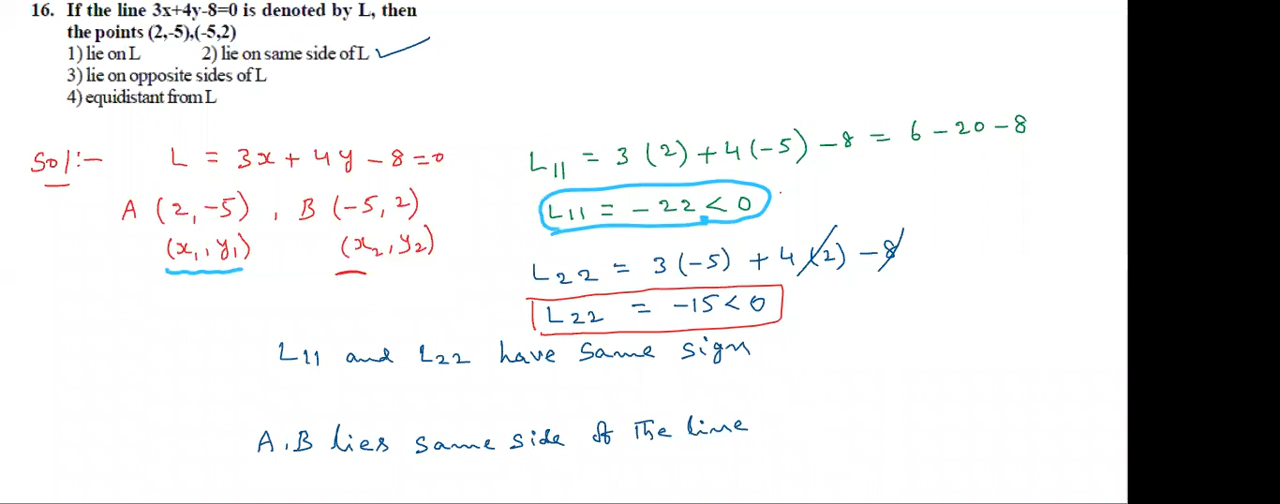 16. If the line 3x+4y-8=0 is denoted by L, then
the points (2,-5),(-5,2)
1) lie on L 2) lie on same side of L
3) lie on opposite sides of L
4) equidistant from L
Sol:- L = 3x + 4y - 8 = 0
A (2, -5) , B (-5, 2)
(x₁, y₁) (x₂, y₂)
L₁₁ = 3 (2) + 4 (-5) - 8 = 6 - 20 - 8
L₁₁ = - 22 < 0
L₂₂ = 3 (-5) + 4 (2) - 8
L₂₂ = -15 < 0
L₁₁ and L₂₂ have same sign
A, B lies same side of the line